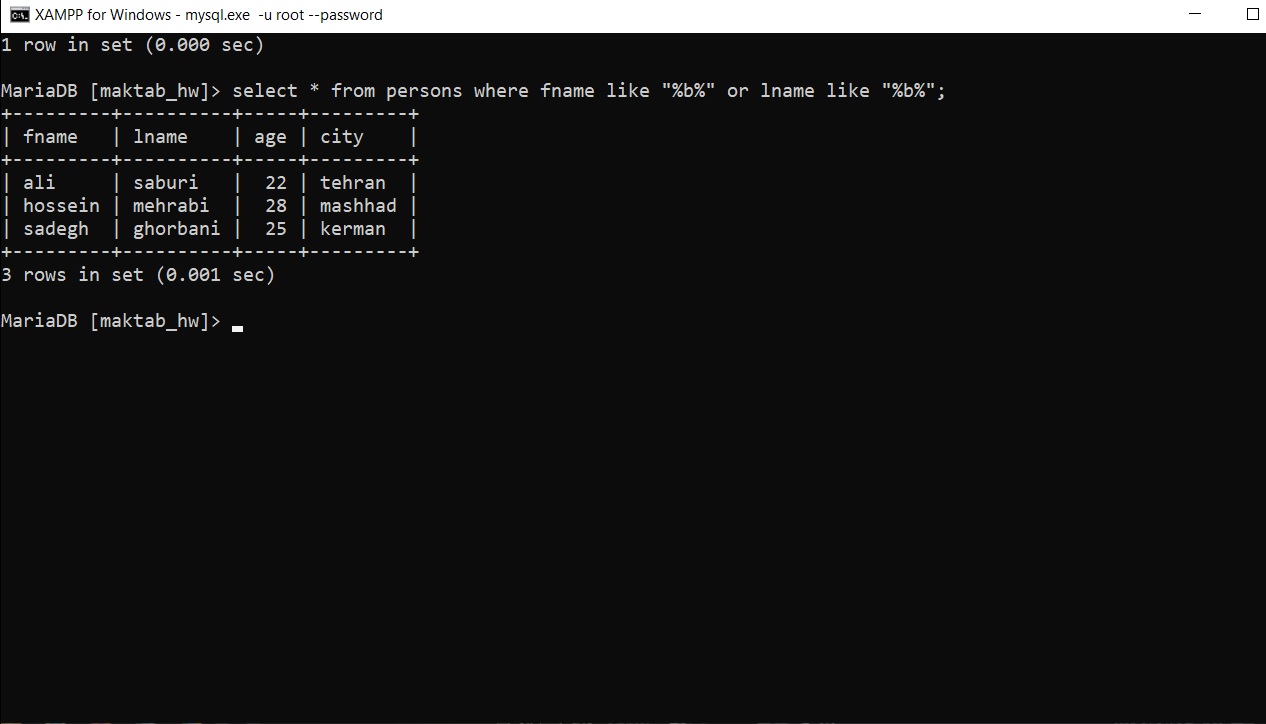 XAMPP for Windows - mysql.exe  -u root --password
1 row in set (0.000 sec)
MariaDB [maktab_hw]> select * from persons where fname like "%b%" or lname like "%b%";
+---------+----------+-----+---------+
| fname   | lname    | age | city    |
+---------+----------+-----+---------+
| ali     | saburi   |  22 | tehran  |
| hossein | mehrabi  |  28 | mashhad |
| sadegh  | ghorbani |  25 | kerman  |
+---------+----------+-----+---------+
3 rows in set (0.001 sec)
MariaDB [maktab_hw]>